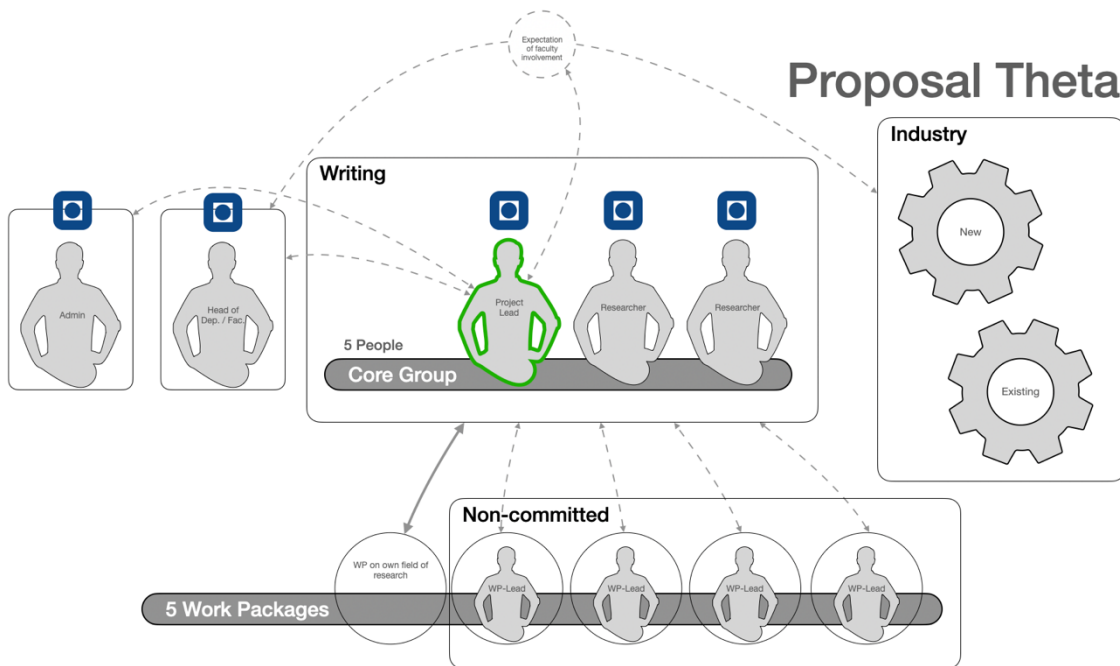 Expectation
of faculty
involvement
Proposal Theta
Industry
Writing
New
Admin
Head of
Dep. / Fac.
Project
Lead
Researcher
Researcher
5 People
Core Group
Existing
Non-committed
WP on own field of
research
WP-Lead
WP-Lead
WP-Lead
WP-Lead
5 Work Packages